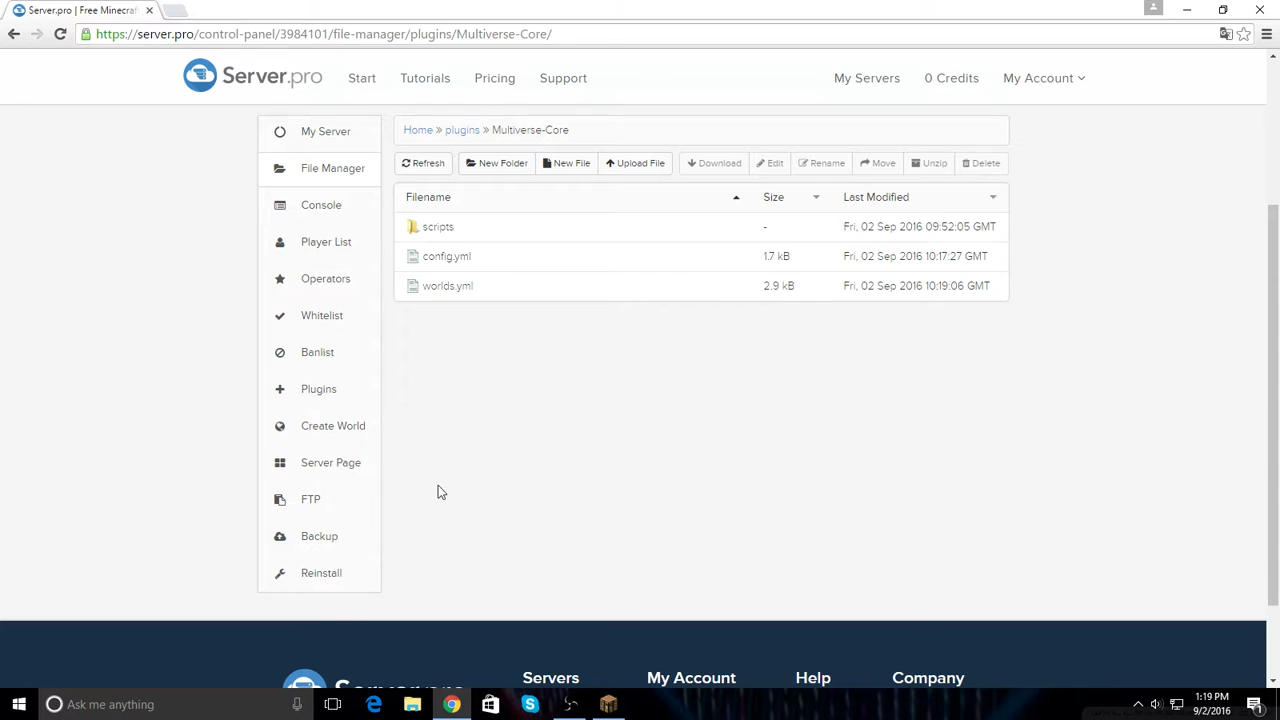 Server.pro | Free Minecraf
https://server.pro/control-panel/3984101/file-manager/plugins/Multiverse-Core/
Server.pro
Start
Tutorials
Pricing
Support
My Servers
0 Credits
My Account
My Server
File Manager
Console
Player List
Operators
Whitelist
Banlist
Plugins
Create World
Server Page
FTP
Backup
Reinstall
Home » plugins » Multiverse-Core
Refresh
New Folder
New File
Upload File
Download
Edit
Rename
Move
Unzip
Delete
Filename Size Last Modified
scripts - Fri, 02 Sep 2016 09:52:05 GMT
config.yml 1.7 kB Fri, 02 Sep 2016 10:17:27 GMT
worlds.yml 2.9 kB Fri, 02 Sep 2016 10:19:06 GMT
Server.pro
Servers
My Account
Help
Company
Ask me anything
1:19 PM
9/2/2016